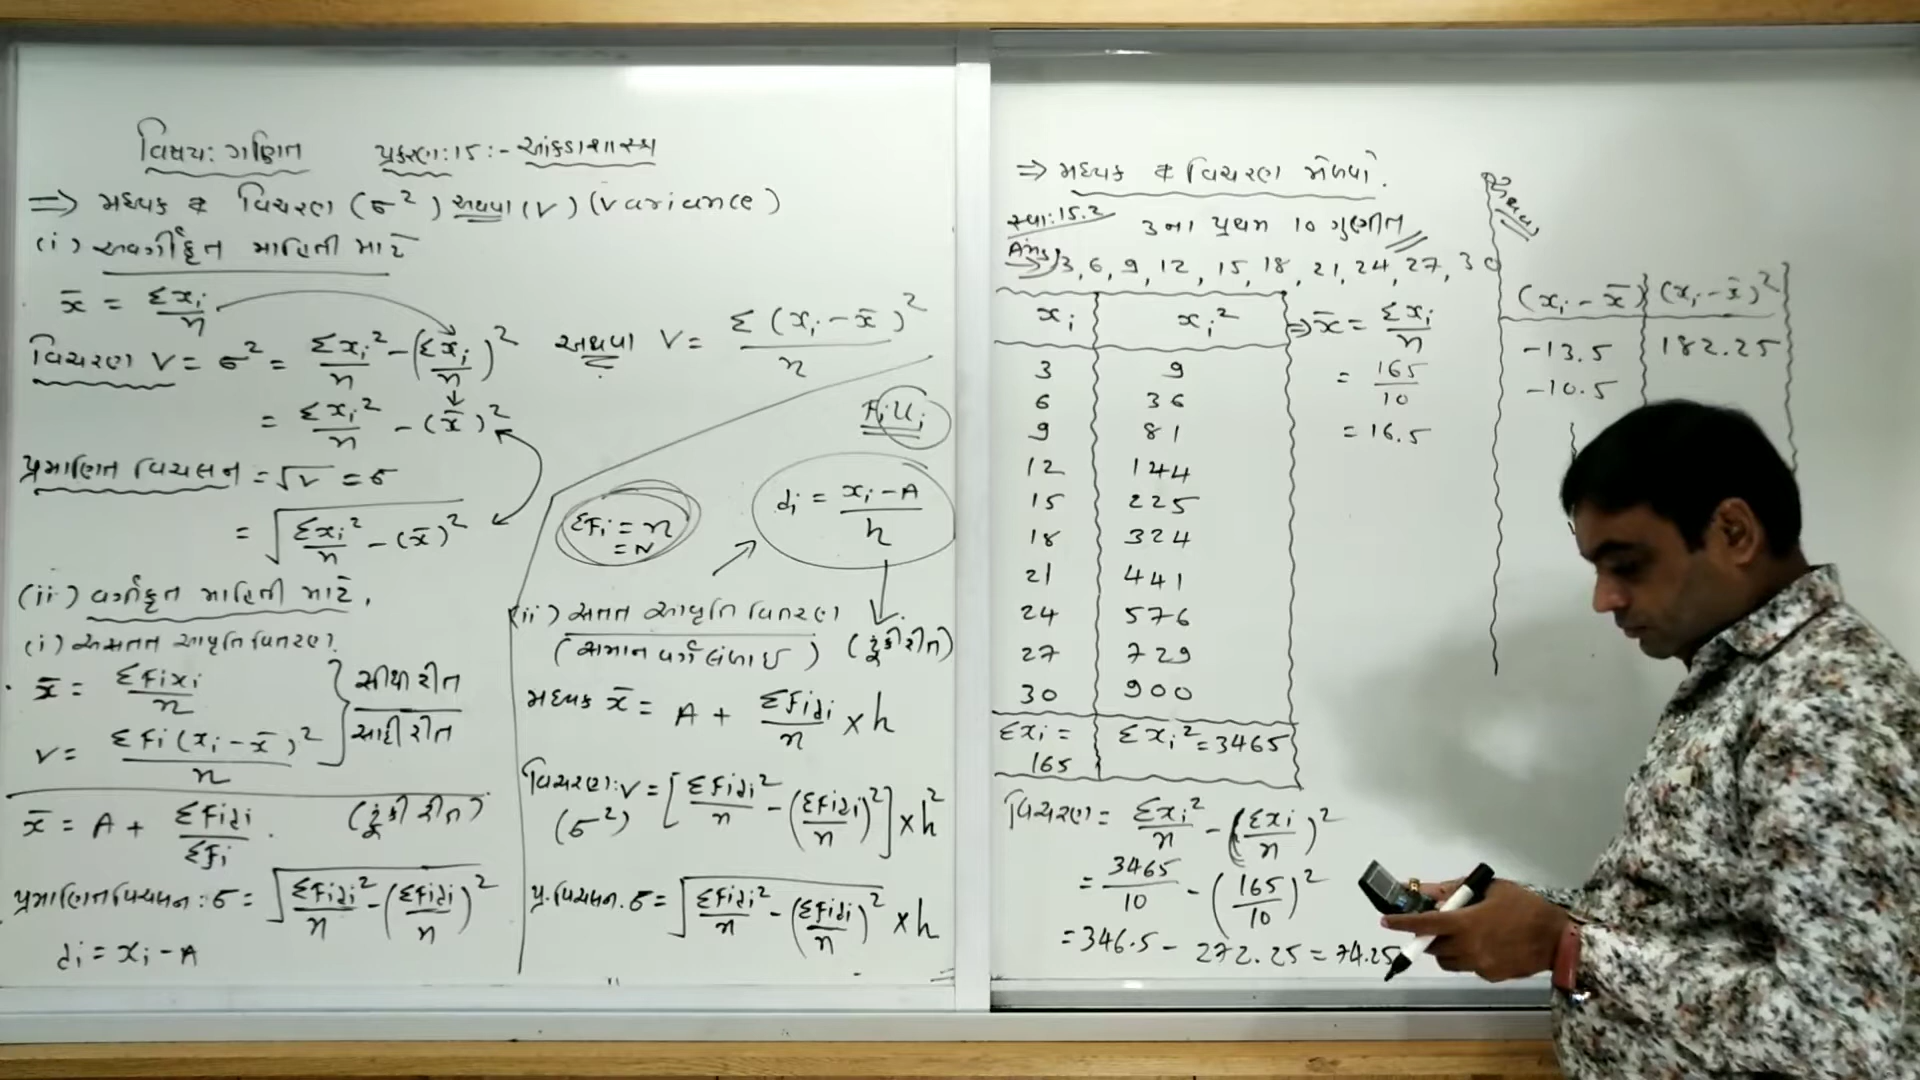 વિષય: ગણિત પ્રકરણ: 15 :- આંકડાશાસ્ત્ર
⇒ મધ્યક & વિચરણ (σ²) અથવા (V) (variance)
(i) અવર્ગીકૃત માહિતી માટે
x̄ = Σxi/n
વિચરણ V = σ² = Σxi²/n - (Σxi/n)² અથવા V = Σ(xi - x̄)²/n
= Σxi²/n - (x̄)²
પ્રમાણિત વિચલન = √V = σ
= √(Σxi²/n - (x̄)²)
(ii) વર્ગીકૃત માહિતી માટે,
(i) અસતત આવૃત્તિ વિતરણ.
x̄ = Σfixi/n
V = Σfi(xi - x̄)²/n
સીધી રીત
સાદી રીત
x̄ = A + Σfidi/Σfi . (ટૂંકી રીત)
પ્રમાણિત વિચલન: σ = √(Σfidi²/n - (Σfidi/n)²)
di = xi - A
fiui
Σfi = n
= N
di = xi - A/h
(ii) સતત આવૃત્તિ વિતરણ
(સમાન વર્ગલંબાઈ) (ટૂંકી રીત)
મધ્યક x̄ = A + Σfidi/n × h
વિચરણ: V = [Σfidi²/n - (Σfidi/n)²] × h²
(σ²)
પ્ર. વિચલન. σ = √(Σfidi²/n - (Σfidi/n)²) × h
⇒ મધ્યક & વિચરણ મેળવો.
સ્વા: 15.2 3 ના પ્રથમ 10 ગુણીત
Ans 3, 6, 9, 12, 15, 18, 21, 24, 27, 30
xi xi²
3 9
6 36
9 81
12 144
15 225
18 324
21 441
24 576
27 729
30 900
Σxi = Σxi² = 3465
165
⇒ x̄ = Σxi/n
= 165/10
= 16.5
વિચરણ = Σxi²/n - (Σxi/n)²
= 3465/10 - (165/10)²
= 346.5 - 272.25 = 74.25
અથવા
(xi - x̄) (xi - x̄)²
-13.5 182.25
-10.5